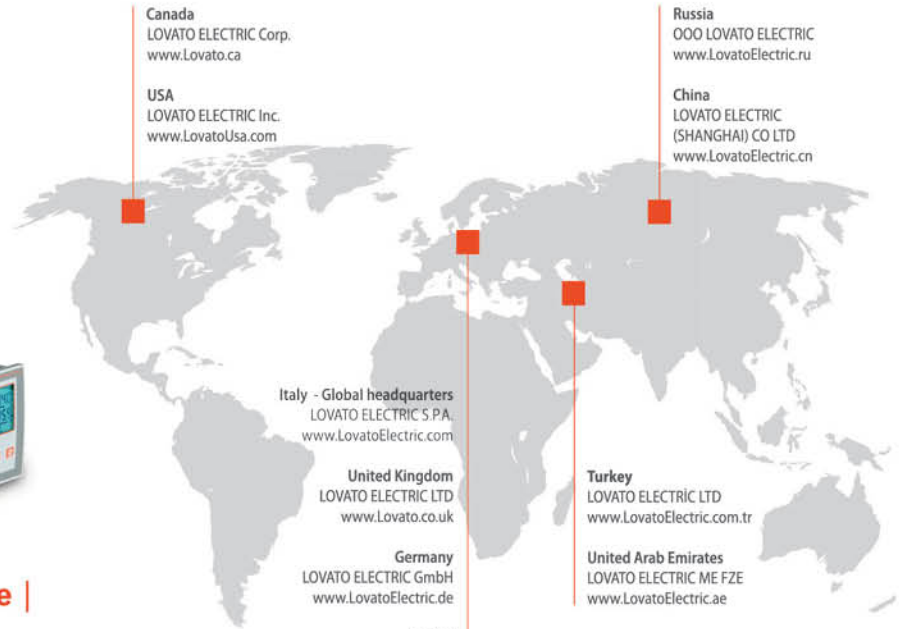 Canada
LOVATO ELECTRIC Corp.
www.Lovato.ca
USA
LOVATO ELECTRIC Inc.
www.LovatoUsa.com
Russia
OOO LOVATO ELECTRIC
www.LovatoElectric.ru
China
LOVATO ELECTRIC
(SHANGHAI) CO LTD
www.LovatoElectric.cn
Italy - Global headquarters
LOVATO ELECTRIC S.P.A.
www.LovatoElectric.com
United Kingdom
LOVATO ELECTRIC LTD
www.Lovato.co.uk
Germany
LOVATO ELECTRIC GmbH
www.LovatoElectric.de
Turkey
LOVATO ELECTRİC LTD
www.LovatoElectric.com.tr
United Arab Emirates
LOVATO ELECTRIC ME FZE
www.LovatoElectric.ae